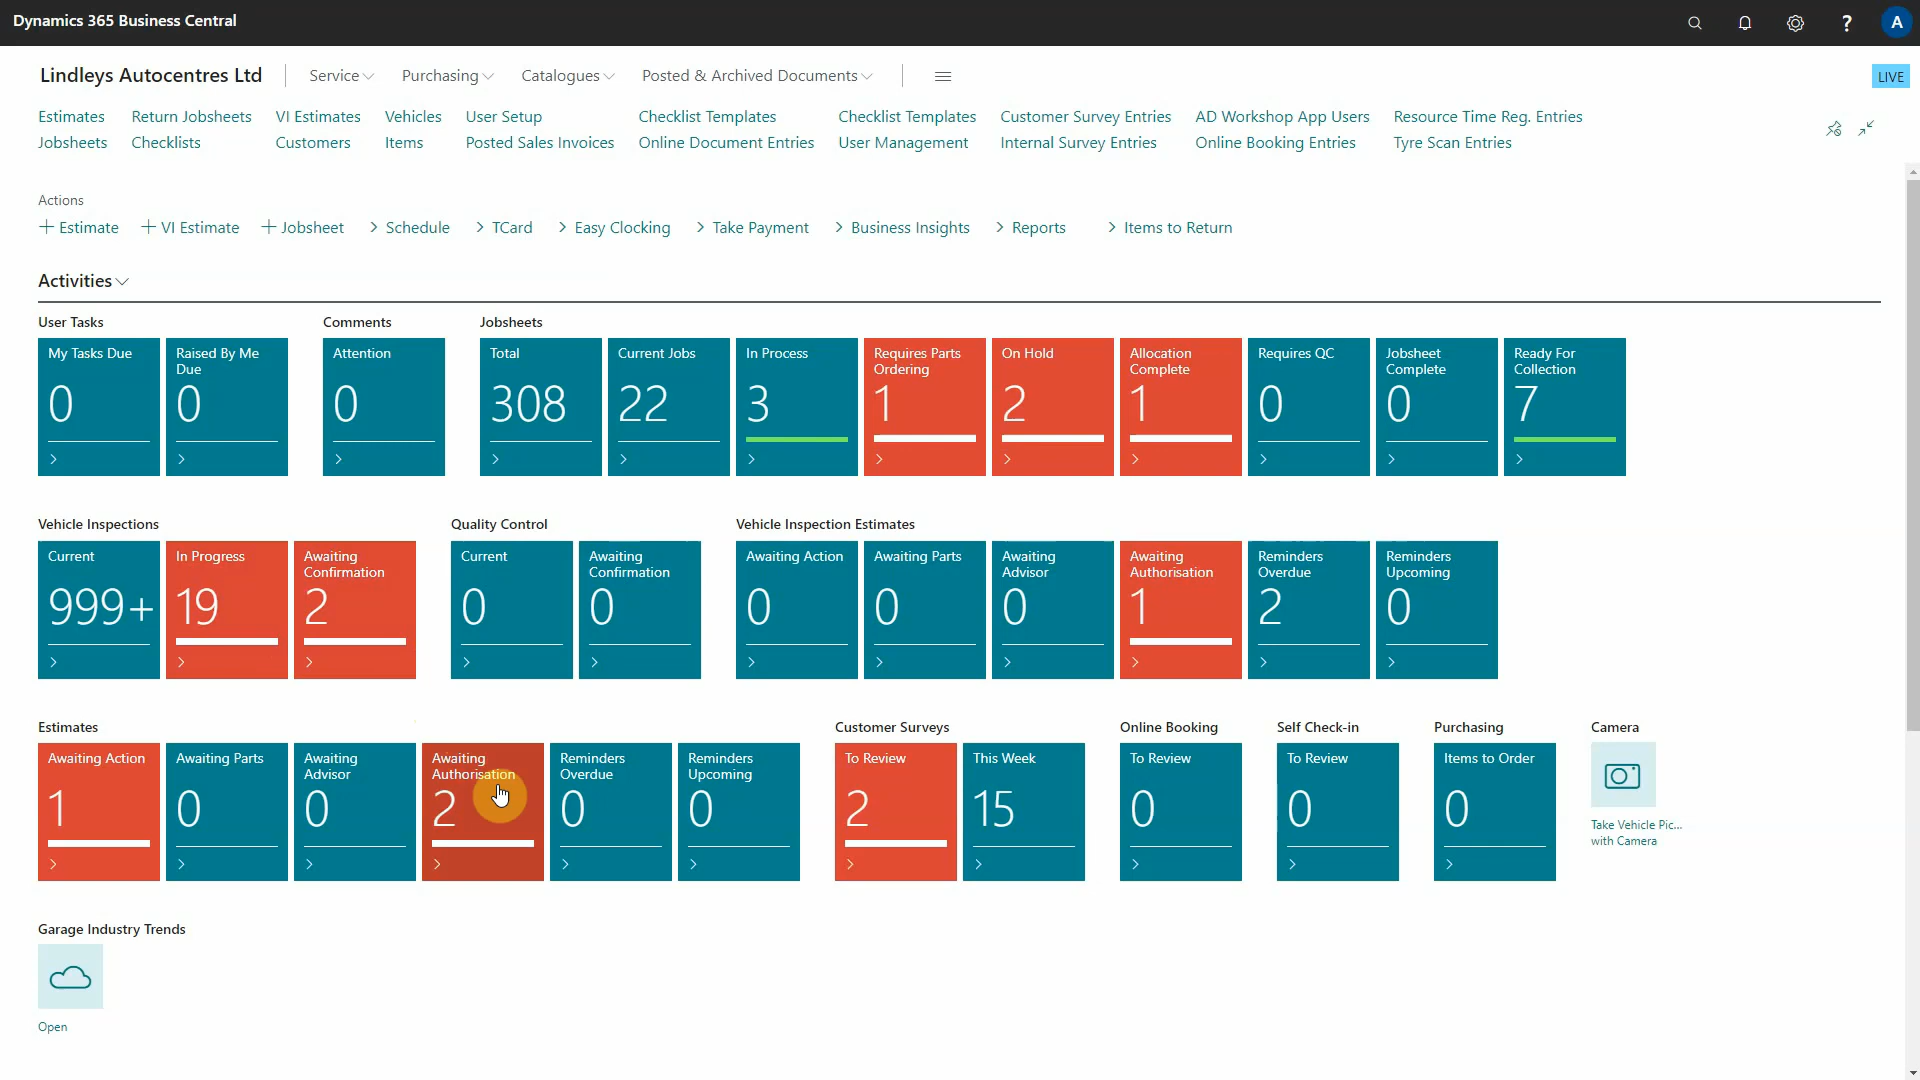 Dynamics 365 Business Central
A
Lindleys Autocentres Ltd
Service
Purchasing
Catalogues
Posted & Archived Documents
LIVE
Estimates
Return Jobsheets
VI Estimates
Vehicles
User Setup
Checklist Templates
Checklist Templates
Customer Survey Entries
AD Workshop App Users
Resource Time Reg. Entries
Jobsheets
Checklists
Customers
Items
Posted Sales Invoices
Online Document Entries
User Management
Internal Survey Entries
Online Booking Entries
Tyre Scan Entries
Actions
+ Estimate
+ VI Estimate
+ Jobsheet
> Schedule
> TCard
> Easy Clocking
> Take Payment
> Business Insights
> Reports
> Items to Return
Activities
User Tasks
My Tasks Due
0
Raised By Me
Due
0
Comments
Attention
0
Jobsheets
Total
308
Current Jobs
22
In Process
3
Requires Parts
Ordering
1
On Hold
2
Allocation
Complete
1
Requires QC
0
Jobsheet
Complete
0
Ready For
Collection
7
Vehicle Inspections
Current
999+
In Progress
19
Awaiting
Confirmation
2
Quality Control
Current
0
Awaiting
Confirmation
0
Vehicle Inspection Estimates
Awaiting Action
0
Awaiting Parts
0
Awaiting
Advisor
0
Awaiting
Authorisation
1
Reminders
Overdue
2
Reminders
Upcoming
0
Estimates
Awaiting Action
1
Awaiting Parts
0
Awaiting
Advisor
0
Awaiting
Authorisation
2
Reminders
Overdue
0
Reminders
Upcoming
0
Customer Surveys
To Review
2
This Week
15
Online Booking
To Review
0
Self Check-in
To Review
0
Purchasing
Items to Order
0
Camera
Take Vehicle Pic...
with Camera
Garage Industry Trends
Open